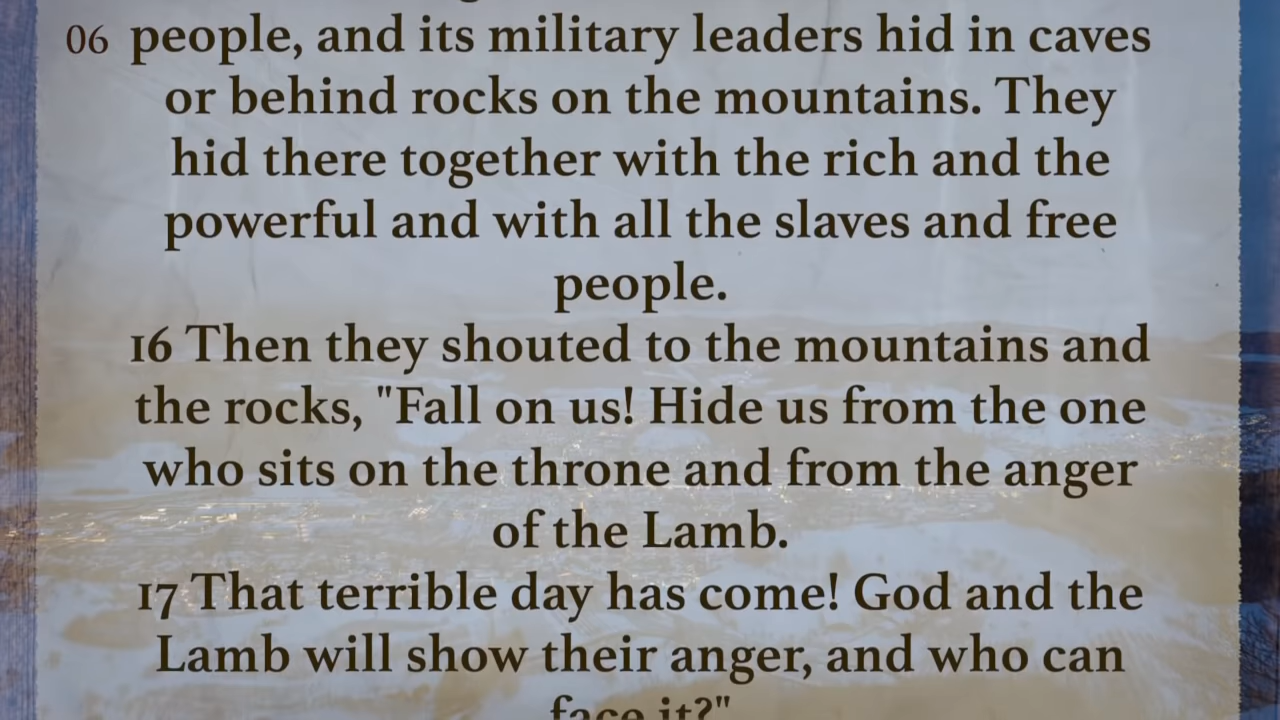 06 people, and its military leaders hid in caves
or behind rocks on the mountains. They
hid there together with the rich and the
powerful and with all the slaves and free
people.
16 Then they shouted to the mountains and
the rocks, "Fall on us! Hide us from the one
who sits on the throne and from the anger
of the Lamb.
17 That terrible day has come! God and the
Lamb will show their anger, and who can
face it?"